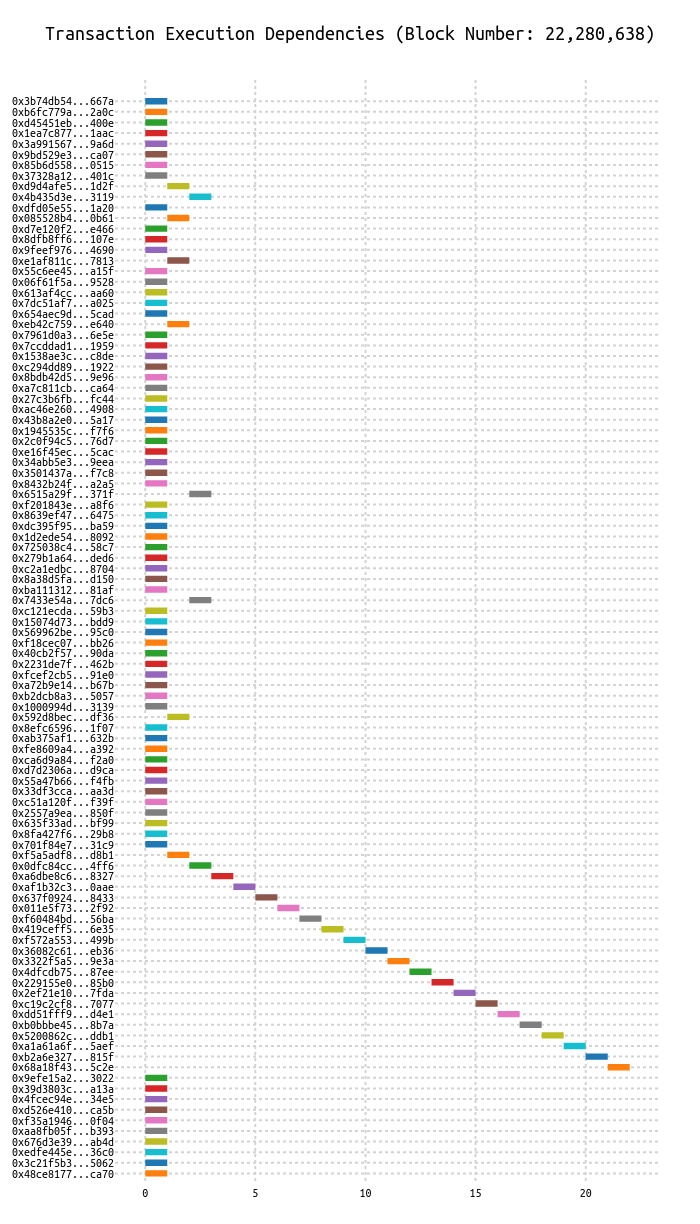 Transaction Execution Dependencies (Block Number: 22,280,638)
0x3b74db54...667a
0xb6fc779a...2a0c
0xd45451eb...400e
0x1ea7c877...1aac
0x3a991567...9a6d
0x9bd529e3...ca07
0x85b6d558...0515
0x37328a12...401c
0xd9d4afe5...1d2f
0x4b435d3e...3119
0xdfd05e55...1a20
0x085528b4...0b61
0xd7e120f2...e466
0x8dfb8ff6...107e
0x9feef976...4690
0xe1af811c...7813
0x55c6ee45...a15f
0x06f61f5a...9528
0x613af4cc...aa60
0x7dc51af7...a025
0x654aec9d...5cad
0xeb42c759...e640
0x7961d0a3...6e5e
0x7ccddad1...1959
0x1538ae3c...c8de
0xc294dd89...1922
0x8bdb42d5...9e96
0xa7c811cb...ca64
0x27c3b6fb...fc44
0xac46e260...4908
0x43b8a2e0...5a17
0x1945535c...f7f6
0x2c0f94c5...76d7
0xe16f45ec...5cac
0x34abb5e3...9eea
0x3501437a...f7c8
0x8432b24f...a2a5
0x6515a29f...371f
0xf201843e...a8f6
0x8639ef47...6475
0xdc395f95...ba59
0x1d2ede54...8092
0x725038c4...58c7
0x279b1a64...ded6
0xc2a1edbc...8704
0x8a38d5fa...d150
0xba111312...81af
0x7433e54a...7dc6
0xc121ecda...59b3
0x15074d73...bdd9
0x569962be...95c0
0xf18cec07...bb26
0x40cb2f57...90da
0x2231de7f...462b
0xfcef2cb5...91e0
0xa72b9e14...b67b
0xb2dcb8a3...5057
0x1000994d...3139
0x592d8bec...df36
0x8efc6596...1f07
0xab375af1...632b
0xfe8609a4...a392
0xca6d9a84...f2a0
0xd7d2306a...d9ca
0x55a47b66...f4fb
0x33df3cca...aa3d
0xc51a120f...f39f
0x2557a9ea...850f
0x635f33ad...bf99
0x8fa427f6...29b8
0x701f84e7...31c9
0xf5a5adf8...d8b1
0x0dfc84cc...4ff6
0xa6dbe8c6...8327
0xaf1b32c3...0aae
0x637f0924...8433
0x011e5f73...2f92
0xf60484bd...56ba
0x419ceff5...6e35
0xf572a553...499b
0x36082c61...eb36
0x3322f5a5...9e3a
0x4dfcdb75...87ee
0x229155e0...85b0
0x2ef21e10...7fda
0xc19c2cf8...7077
0xdd51fff9...d4e1
0xb0bbbe45...8b7a
0x5200862c...ddb1
0xa1a61a6f...5aef
0xb2a6e327...815f
0x68a18f43...5c2e
0x9efe15a2...3022
0x39d3803c...a13a
0x4fcec94e...34e5
0xd526e410...ca5b
0xf35a1946...0f04
0xaa8fb05f...b393
0x676d3e39...ab4d
0xedfe445e...36c0
0x3c21f5b3...5062
0x48ce8177...ca70
0 5 10 15 20